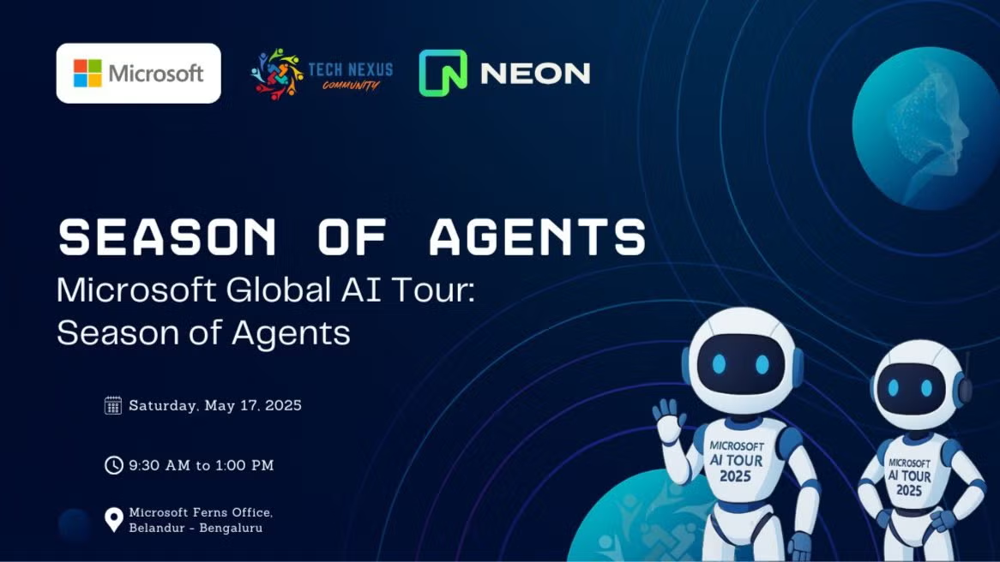 Microsoft
TECH NEXUS
COMMUNITY
NEON
SEASON OF AGENTS
Microsoft Global AI Tour:
Season of Agents
Saturday, May 17, 2025
9:30 AM to 1:00 PM
Microsoft Ferns Office,
Belandur - Bengaluru
MICROSOFT
AI TOUR
2025
MICROSOFT
AI TOUR
2025